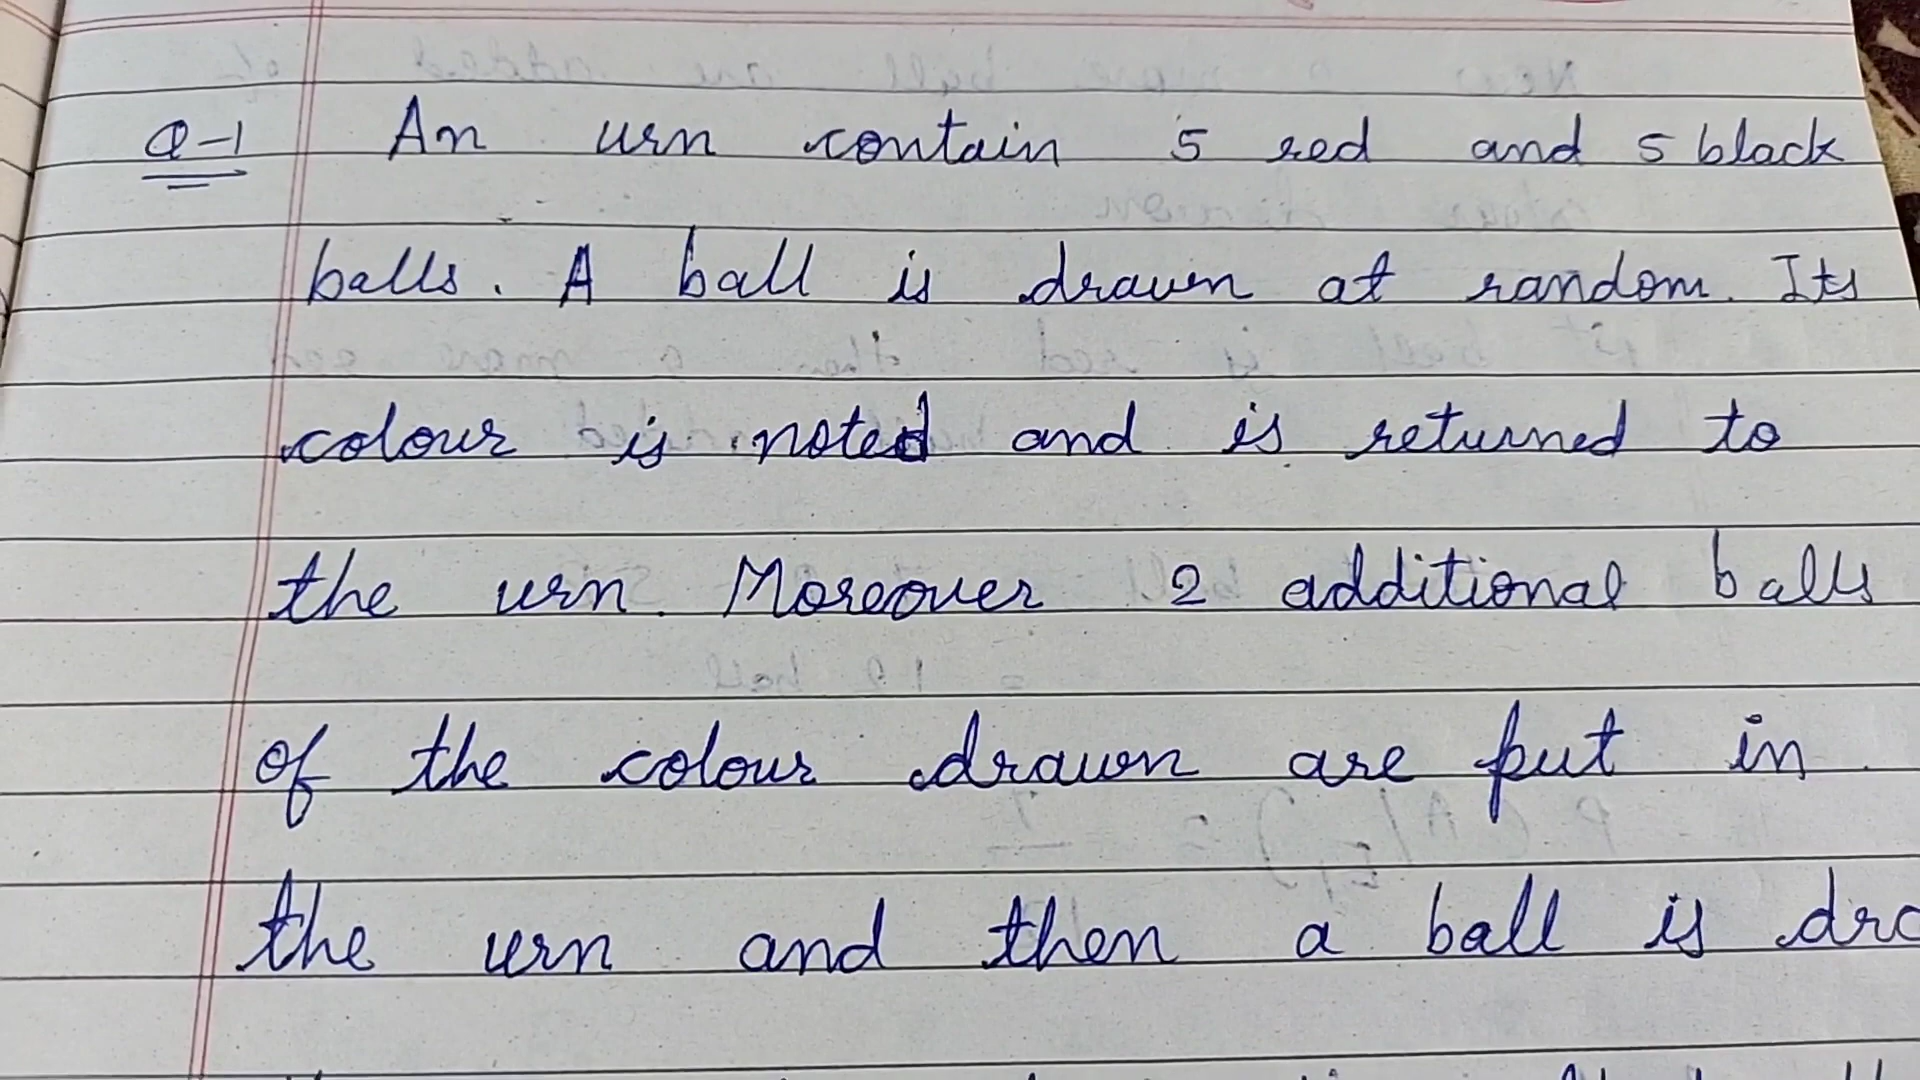 Q-1 An urn contain 5 red and 5 black
balls. A ball is drawn at random. Its
colour is noted and is returned to
the urn. Moreover 2 additional balls
of the colour drawn are put in
the urn and then a ball is